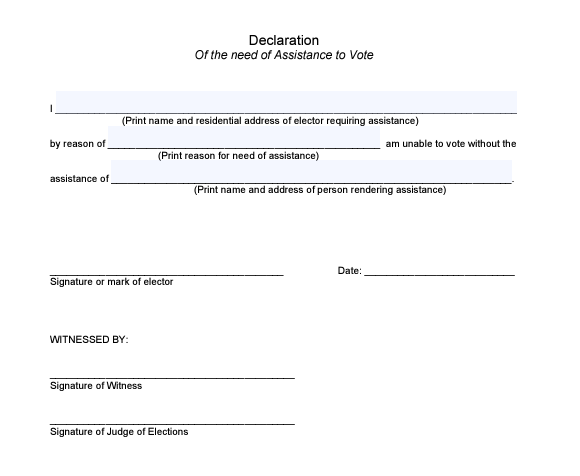 Declaration
Of the need of Assistance to Vote
I ______________________________________________
(Print name and residential address of elector requiring assistance)
by reason of ______________________________ am unable to vote without the
(Print reason for need of assistance)
assistance of ______________________________________________.
(Print name and address of person rendering assistance)
______________________________ Date: ____________________
Signature or mark of elector
WITNESSED BY:
______________________________
Signature of Witness
______________________________
Signature of Judge of Elections